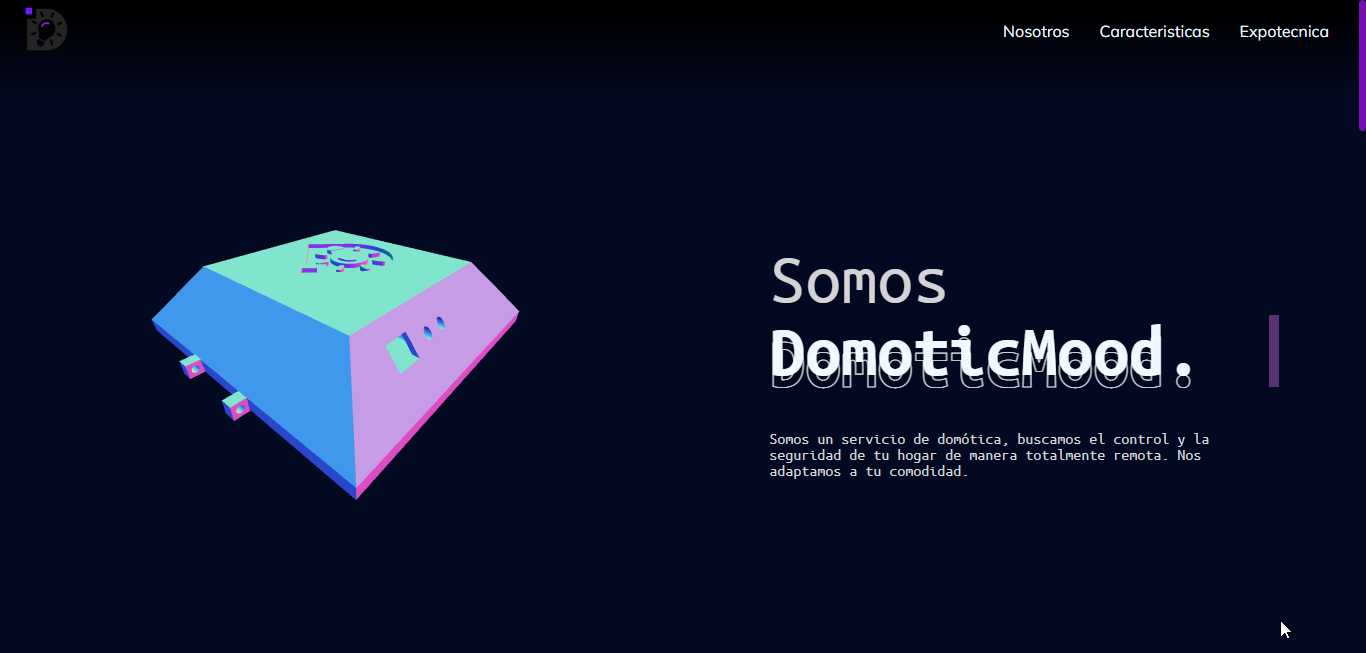 Nosotros Caracteristicas Expotecnica
Somos
DomoticMood.
Somos un servicio de domótica, buscamos el control y la
seguridad de tu hogar de manera totalmente remota. Nos
adaptamos a tu comodidad.